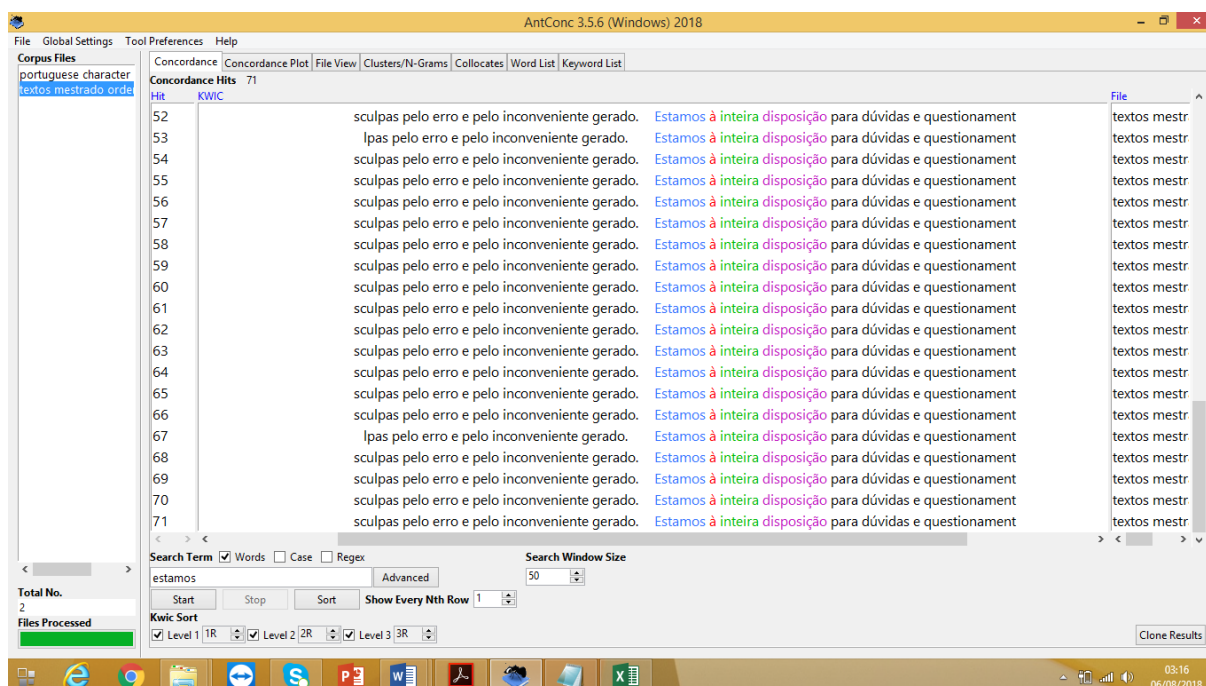 AntConc 3.5.6 (Windows) 2018
File Global Settings Tool Preferences Help
Corpus Files
portuguese character
textos mestrado order
Concordance Concordance Plot File View Clusters/N-Grams Collocates Word List Keyword List
Concordance Hits 71
Hit KWIC File
52 sculpas pelo erro e pelo inconveniente gerado. Estamos à inteira disposição para dúvidas e questionament textos mestr
53 lpas pelo erro e pelo inconveniente gerado. Estamos à inteira disposição para dúvidas e questionament textos mestr
54 sculpas pelo erro e pelo inconveniente gerado. Estamos à inteira disposição para dúvidas e questionament textos mestr
55 sculpas pelo erro e pelo inconveniente gerado. Estamos à inteira disposição para dúvidas e questionament textos mestr
56 sculpas pelo erro e pelo inconveniente gerado. Estamos à inteira disposição para dúvidas e questionament textos mestr
57 sculpas pelo erro e pelo inconveniente gerado. Estamos à inteira disposição para dúvidas e questionament textos mestr
58 sculpas pelo erro e pelo inconveniente gerado. Estamos à inteira disposição para dúvidas e questionament textos mestr
59 sculpas pelo erro e pelo inconveniente gerado. Estamos à inteira disposição para dúvidas e questionament textos mestr
60 sculpas pelo erro e pelo inconveniente gerado. Estamos à inteira disposição para dúvidas e questionament textos mestr
61 sculpas pelo erro e pelo inconveniente gerado. Estamos à inteira disposição para dúvidas e questionament textos mestr
62 sculpas pelo erro e pelo inconveniente gerado. Estamos à inteira disposição para dúvidas e questionament textos mestr
63 sculpas pelo erro e pelo inconveniente gerado. Estamos à inteira disposição para dúvidas e questionament textos mestr
64 sculpas pelo erro e pelo inconveniente gerado. Estamos à inteira disposição para dúvidas e questionament textos mestr
65 sculpas pelo erro e pelo inconveniente gerado. Estamos à inteira disposição para dúvidas e questionament textos mestr
66 sculpas pelo erro e pelo inconveniente gerado. Estamos à inteira disposição para dúvidas e questionament textos mestr
67 lpas pelo erro e pelo inconveniente gerado. Estamos à inteira disposição para dúvidas e questionament textos mestr
68 sculpas pelo erro e pelo inconveniente gerado. Estamos à inteira disposição para dúvidas e questionament textos mestr
69 sculpas pelo erro e pelo inconveniente gerado. Estamos à inteira disposição para dúvidas e questionament textos mestr
70 sculpas pelo erro e pelo inconveniente gerado. Estamos à inteira disposição para dúvidas e questionament textos mestr
71 sculpas pelo erro e pelo inconveniente gerado. Estamos à inteira disposição para dúvidas e questionament textos mestr
Search Term Words Case Regex Search Window Size
estamos Advanced 50
Total No.
2
Start Stop Sort Show Every Nth Row 1
Files Processed
Kwic Sort
Level 1 1R Level 2 2R Level 3 3R Clone Results
03:16
06/08/2018